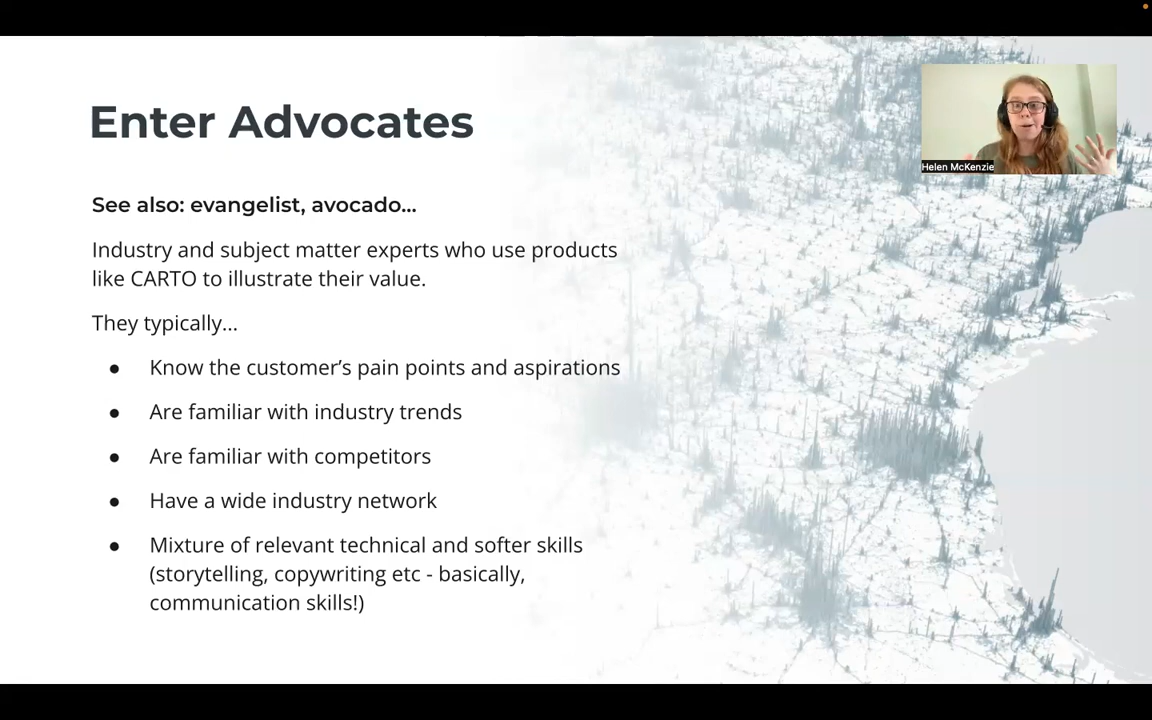 Enter Advocates
Helen McKenzie
See also: evangelist, avocado...
Industry and subject matter experts who use products
like CARTO to illustrate their value.
They typically...
● Know the customer's pain points and aspirations
● Are familiar with industry trends
● Are familiar with competitors
● Have a wide industry network
● Mixture of relevant technical and softer skills
(storytelling, copywriting etc - basically,
communication skills!)